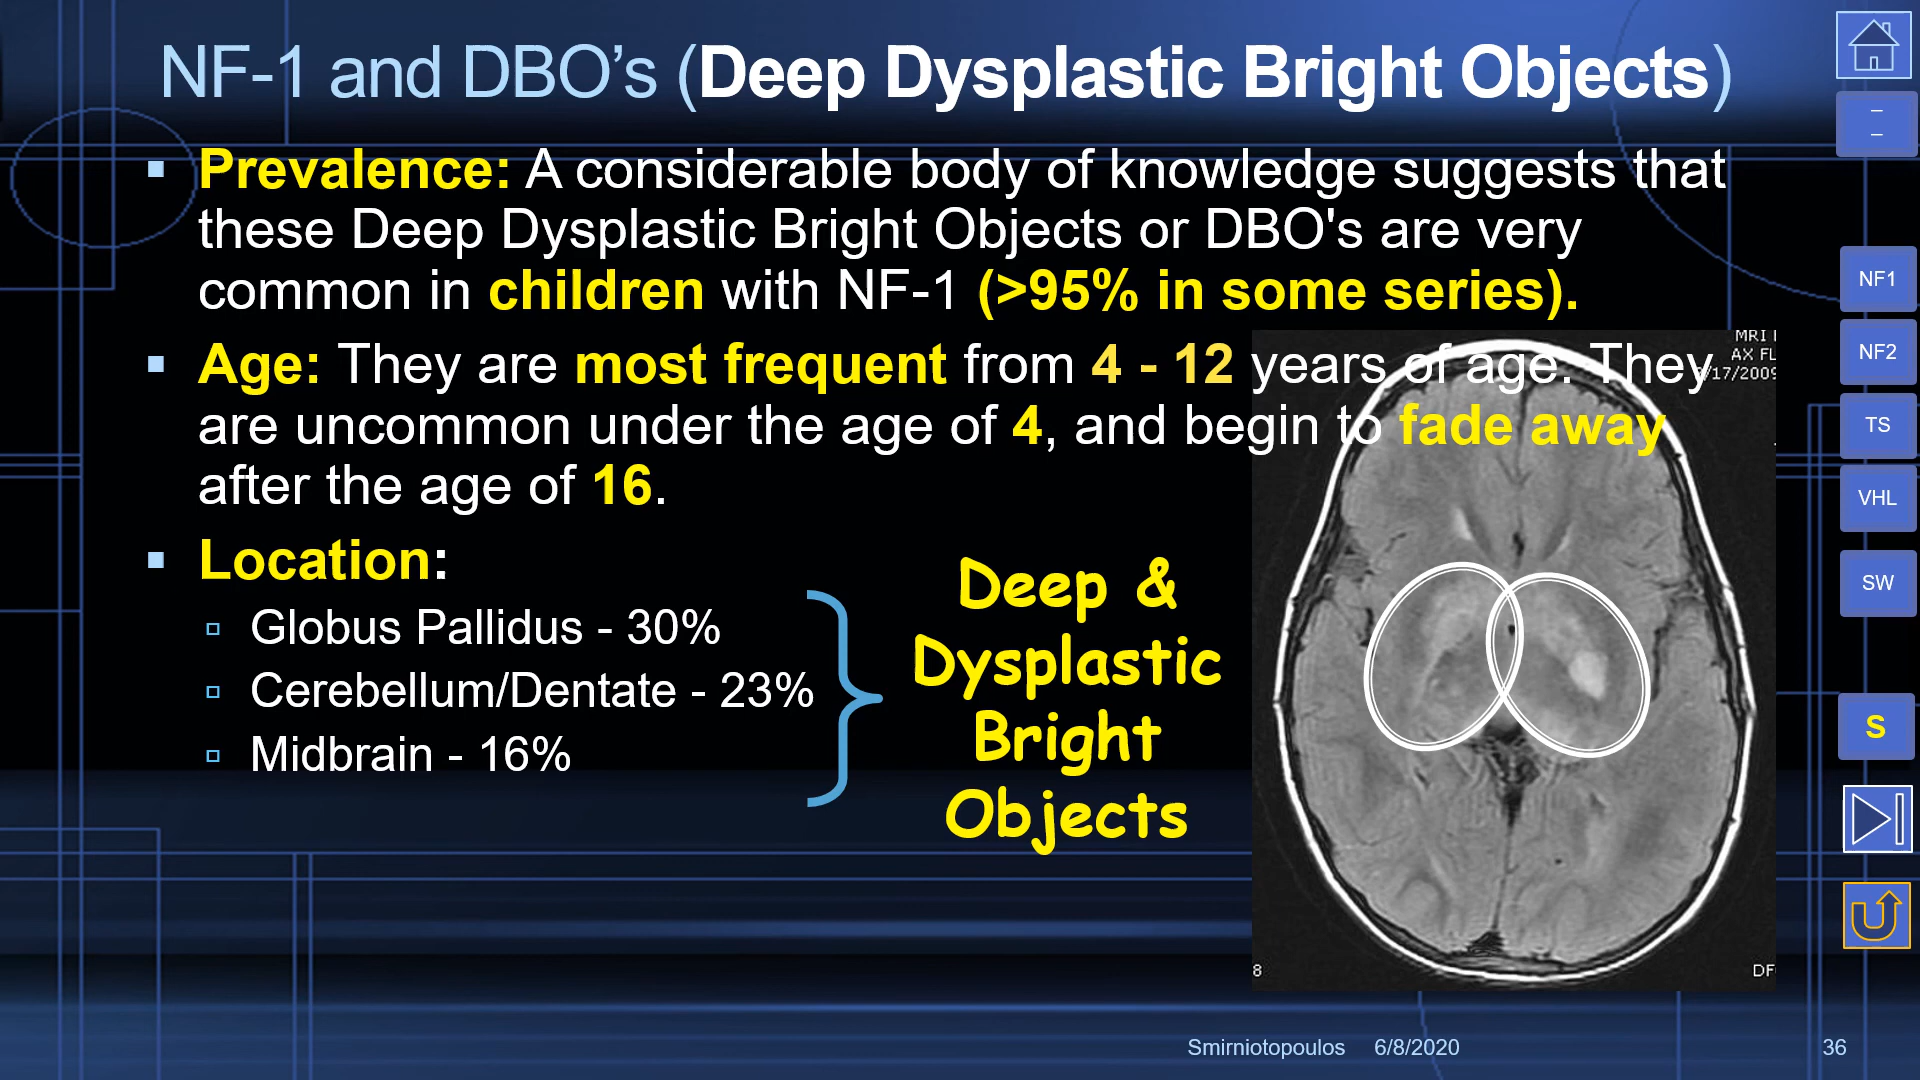 NF-1 and DBO’s (Deep Dysplastic Bright Objects)
Prevalence: A considerable body of knowledge suggests that
these Deep Dysplastic Bright Objects or DBO's are very
common in children with NF-1 (>95% in some series).
Age: They are most frequent from 4 - 12 years of age. They
are uncommon under the age of 4, and begin to fade away
after the age of 16.
Location:
Globus Pallidus - 30%
Cerebellum/Dentate - 23%
Midbrain - 16%
Deep &
Dysplastic
Bright
Objects
MRI
AX FL
/17/2009
8
DF
NF1
NF2
TS
VHL
SW
S
Smirniotopoulos 6/8/2020 36